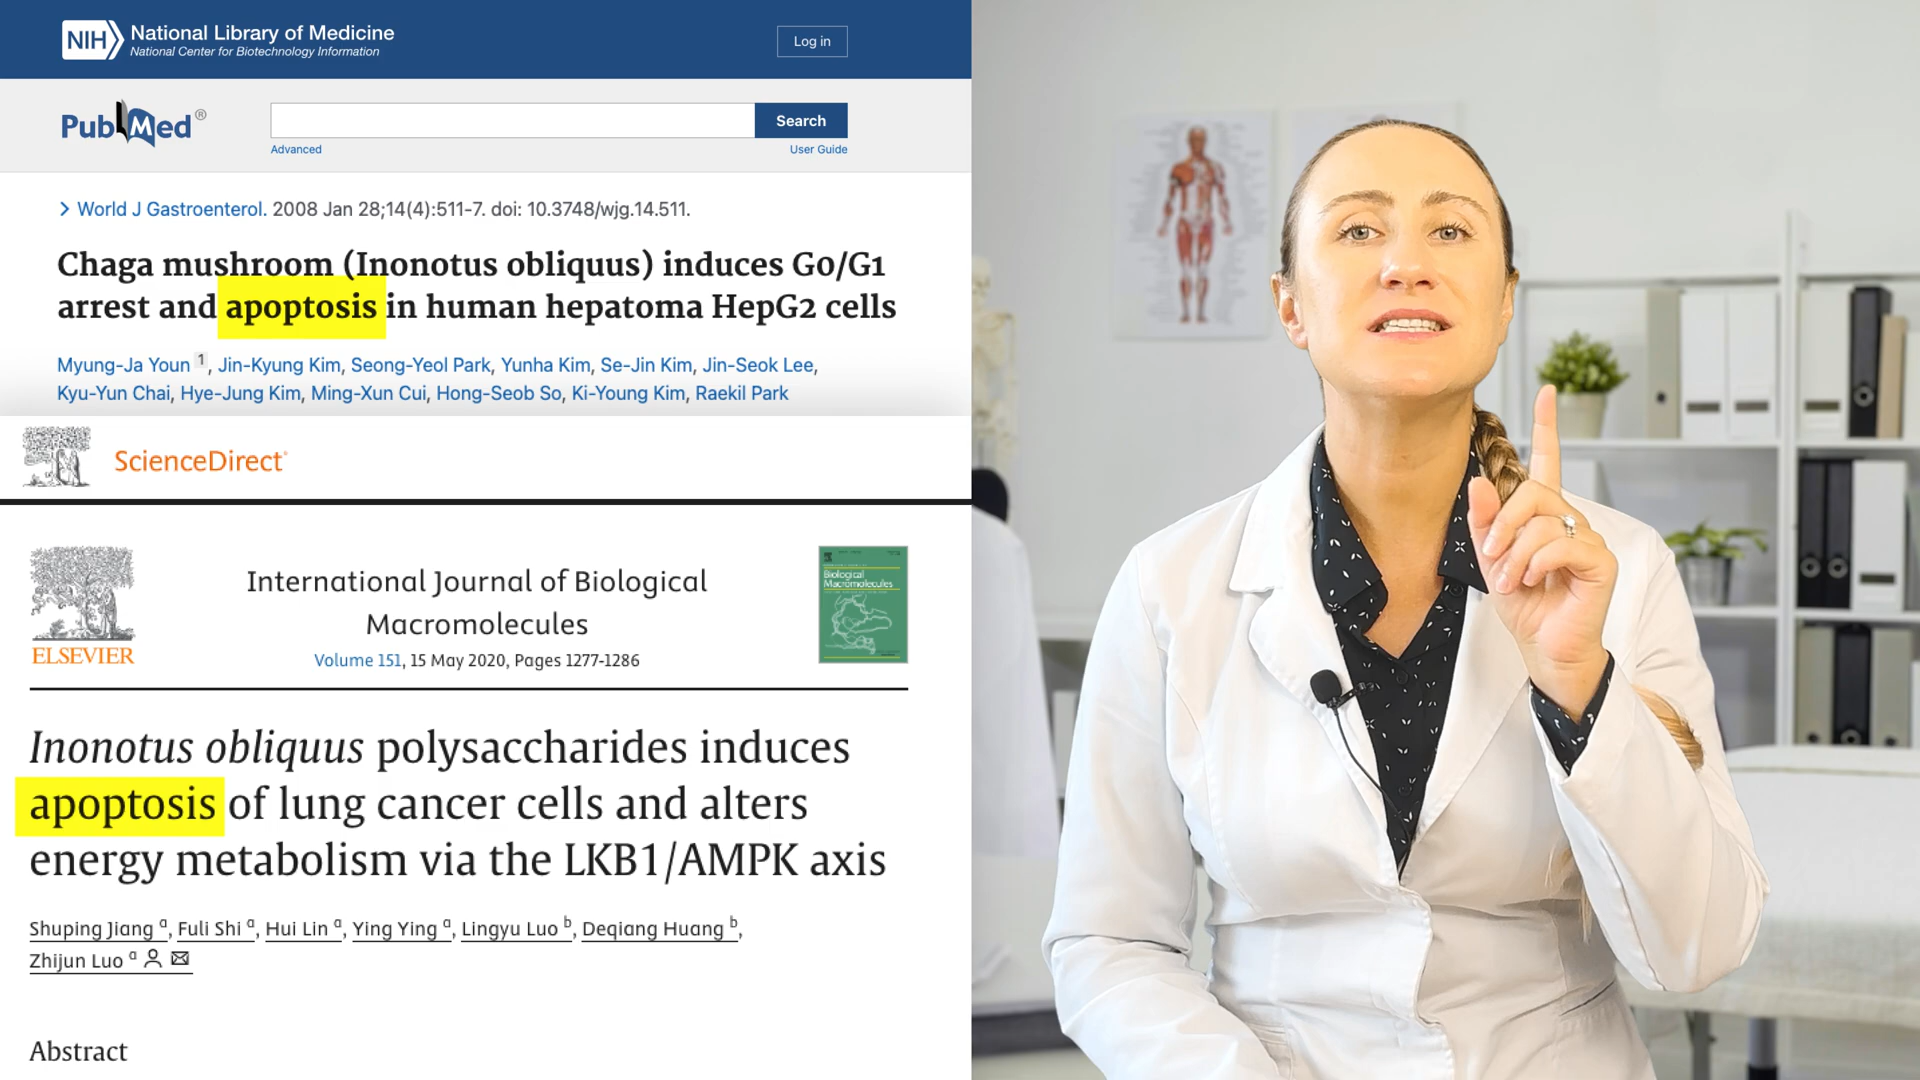 NIH National Library of Medicine
National Center for Biotechnology Information
Log in
PubMed®
Search
Advanced
User Guide
World J Gastroenterol. 2008 Jan 28;14(4):511-7. doi: 10.3748/wjg.14.511.
Chaga mushroom (Inonotus obliquus) induces G0/G1
arrest and apoptosis in human hepatoma HepG2 cells
Myung-Ja Youn 1, Jin-Kyung Kim, Seong-Yeol Park, Yunha Kim, Se-Jin Kim, Jin-Seok Lee,
Kyu-Yun Chai, Hye-Jung Kim, Ming-Xun Cui, Hong-Seob So, Ki-Young Kim, Raekil Park
ScienceDirect
ELSEVIER
International Journal of Biological
Macromolecules
Volume 151, 15 May 2020, Pages 1277-1286
Biological
Macromolecules
Inonotus obliquus polysaccharides induces
apoptosis of lung cancer cells and alters
energy metabolism via the LKB1/AMPK axis
Shuping Jiang a, Fuli Shi a, Hui Lin a, Ying Ying a, Lingyu Luo b, Deqiang Huang b,
Zhijun Luo a
Abstract